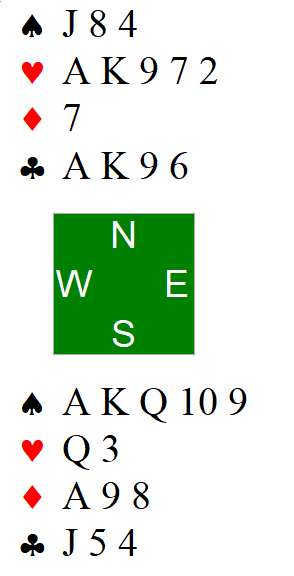 ♠ J 8 4
♥ A K 9 7 2
♦ 7
♣ A K 9 6
N
W E
S
♠ A K Q 10 9
♥ Q 3
♦ A 9 8
♣ J 5 4